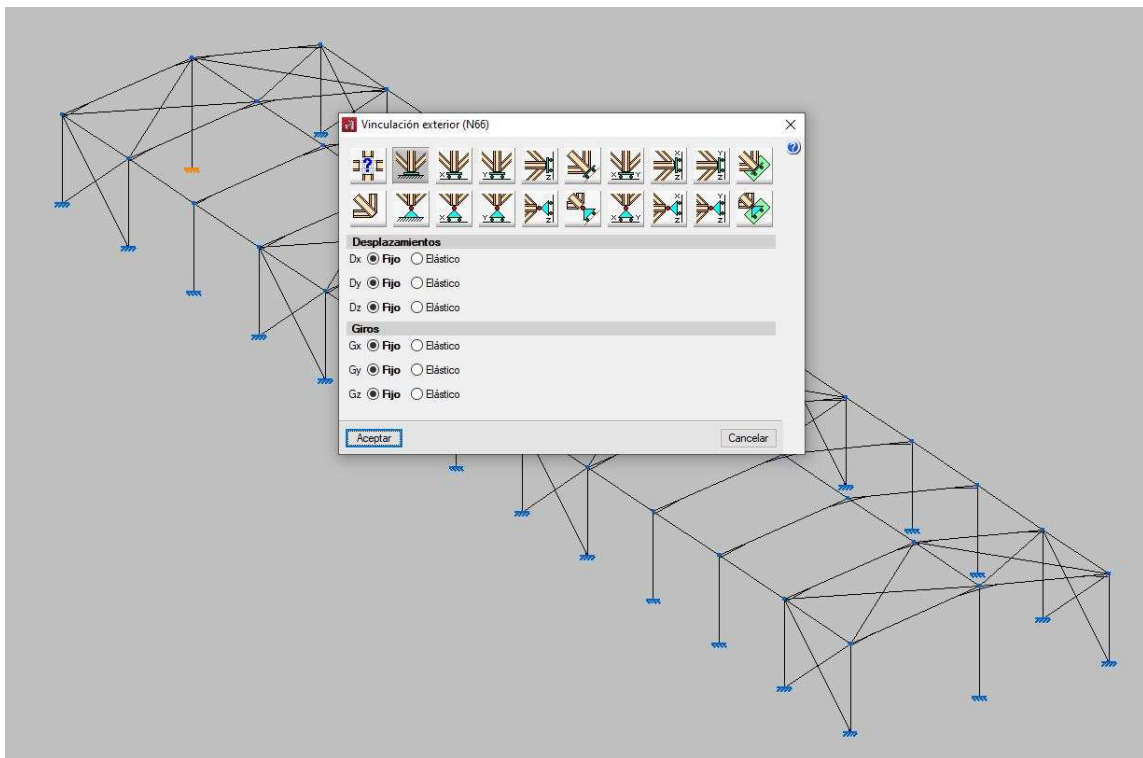 Vinculación exterior (N66)
Desplazamientos
Dx Fijo Elástico
Dy Fijo Elástico
Dz Fijo Elástico
Giros
Gx Fijo Elástico
Gy Fijo Elástico
Gz Fijo Elástico
Aceptar Cancelar